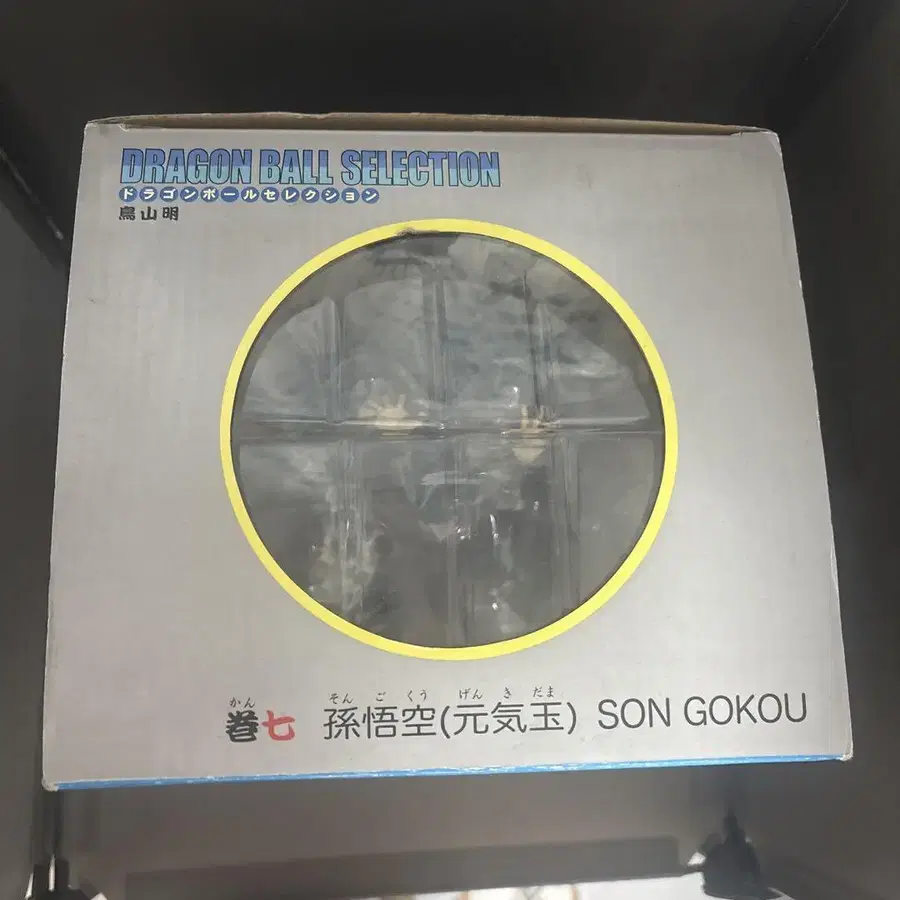 DRAGON BALL SELECTION
ドラゴンボールセレクション
鳥山明
かん そん ご くう げん き だま
巻七 孫悟空(元気玉) SON GOKOU